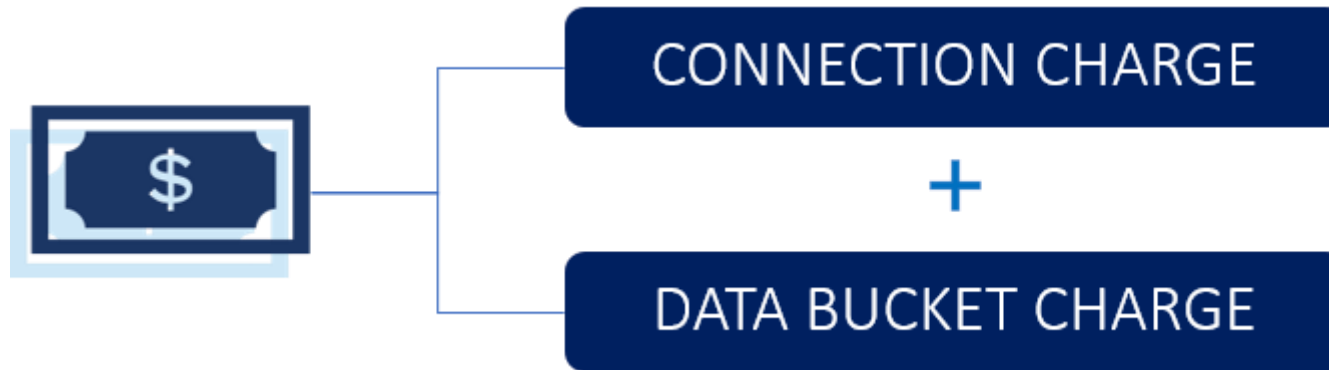 CONNECTION CHARGE
$
+
DATA BUCKET CHARGE